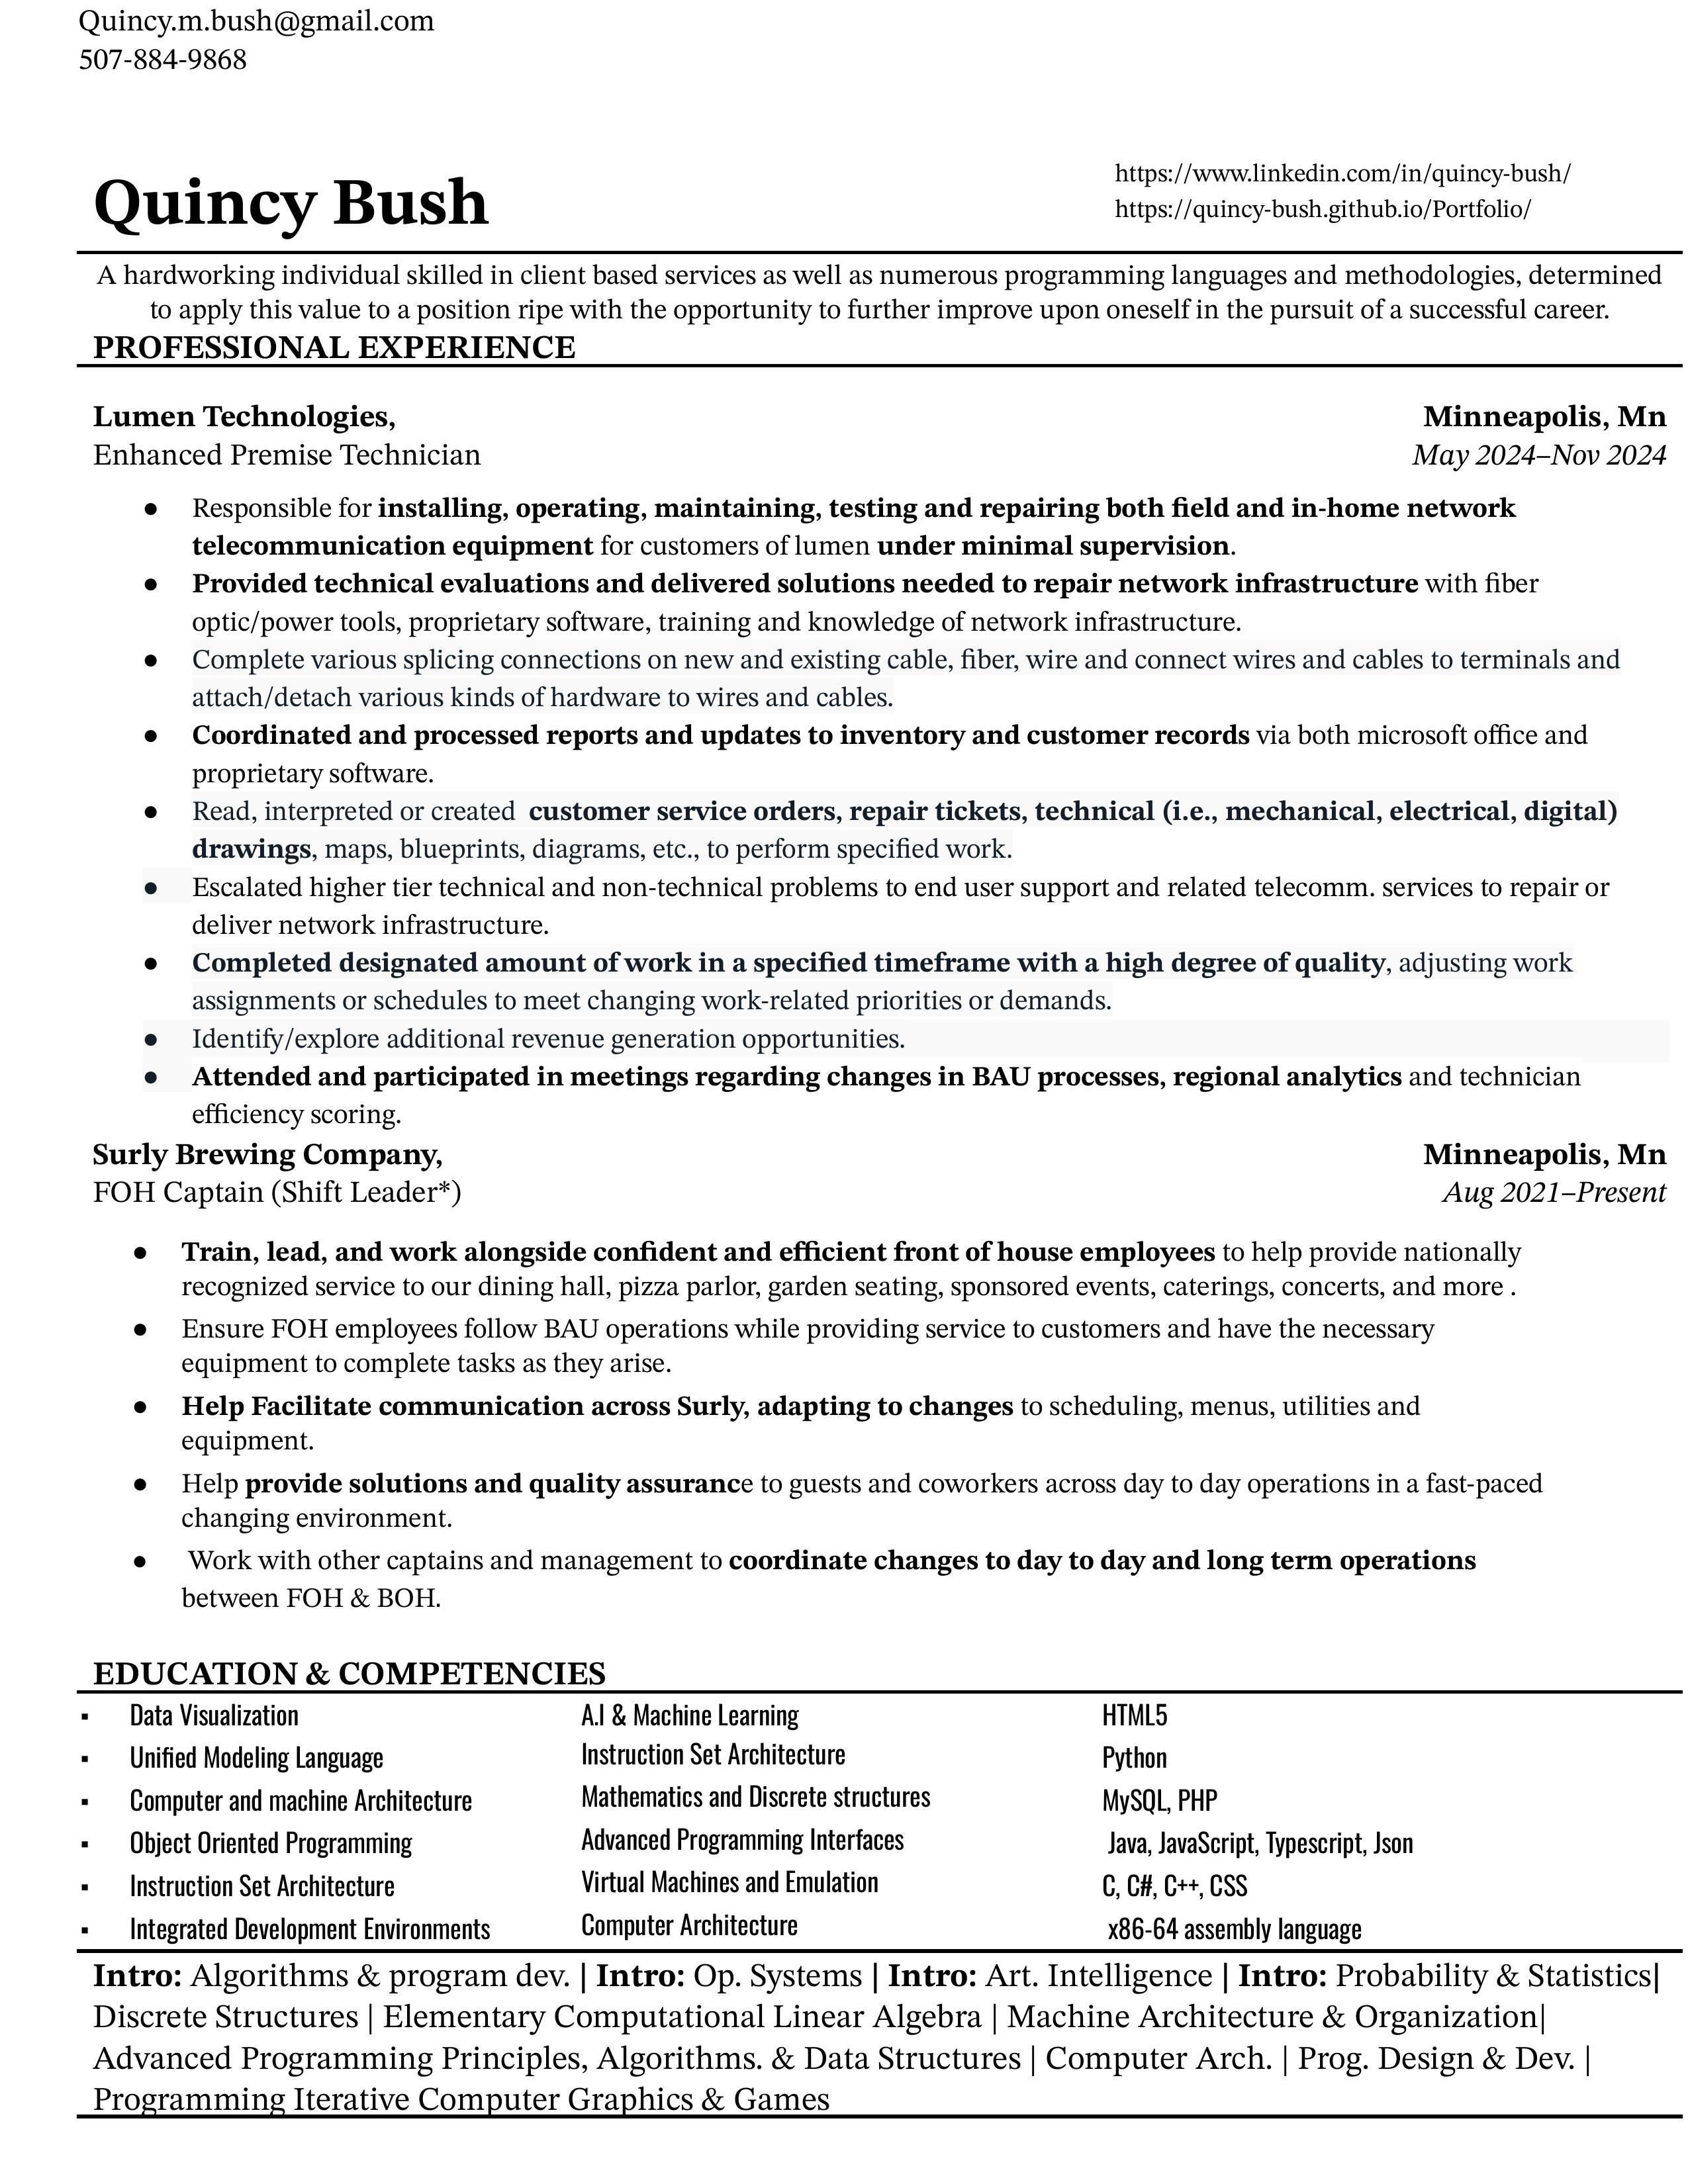 Quincy.m.bush@gmail.com
507-884-9868
Quincy Bush
https://www.linkedin.com/in/quincy-bush/
https://quincy-bush.github.io/Portfolio/
A hardworking individual skilled in client based services as well as numerous programming languages and methodologies, determined
to apply this value to a position ripe with the opportunity to further improve upon oneself in the pursuit of a successful career.
PROFESSIONAL EXPERIENCE
Lumen Technologies, Minneapolis, Mn
Enhanced Premise Technician May 2024–Nov 2024
● Responsible for installing, operating, maintaining, testing and repairing both field and in-home network
telecommunication equipment for customers of lumen under minimal supervision.
● Provided technical evaluations and delivered solutions needed to repair network infrastructure with fiber
optic/power tools, proprietary software, training and knowledge of network infrastructure.
● Complete various splicing connections on new and existing cable, fiber, wire and connect wires and cables to terminals and
attach/detach various kinds of hardware to wires and cables.
● Coordinated and processed reports and updates to inventory and customer records via both microsoft office and
proprietary software.
● Read, interpreted or created customer service orders, repair tickets, technical (i.e., mechanical, electrical, digital)
drawings, maps, blueprints, diagrams, etc., to perform specified work.
● Escalated higher tier technical and non-technical problems to end user support and related telecomm. services to repair or
deliver network infrastructure.
● Completed designated amount of work in a specified timeframe with a high degree of quality, adjusting work
assignments or schedules to meet changing work-related priorities or demands.
● Identify/explore additional revenue generation opportunities.
● Attended and participated in meetings regarding changes in BAU processes, regional analytics and technician
efficiency scoring.
Surly Brewing Company, Minneapolis, Mn
FOH Captain (Shift Leader*) Aug 2021–Present
● Train, lead, and work alongside confident and efficient front of house employees to help provide nationally
recognized service to our dining hall, pizza parlor, garden seating, sponsored events, caterings, concerts, and more .
● Ensure FOH employees follow BAU operations while providing service to customers and have the necessary
equipment to complete tasks as they arise.
● Help Facilitate communication across Surly, adapting to changes to scheduling, menus, utilities and
equipment.
● Help provide solutions and quality assurance to guests and coworkers across day to day operations in a fast-paced
changing environment.
● Work with other captains and management to coordinate changes to day to day and long term operations
between FOH & BOH.
EDUCATION & COMPETENCIES
▪ Data Visualization A.I & Machine Learning HTML5
▪ Unified Modeling Language Instruction Set Architecture Python
▪ Computer and machine Architecture Mathematics and Discrete structures MySQL, PHP
▪ Object Oriented Programming Advanced Programming Interfaces Java, JavaScript, Typescript, Json
▪ Instruction Set Architecture Virtual Machines and Emulation C, C#, C++, CSS
▪ Integrated Development Environments Computer Architecture x86-64 assembly language
Intro: Algorithms & program dev. | Intro: Op. Systems | Intro: Art. Intelligence | Intro: Probability & Statistics|
Discrete Structures | Elementary Computational Linear Algebra | Machine Architecture & Organization|
Advanced Programming Principles, Algorithms. & Data Structures | Computer Arch. | Prog. Design & Dev. |
Programming Iterative Computer Graphics & Games